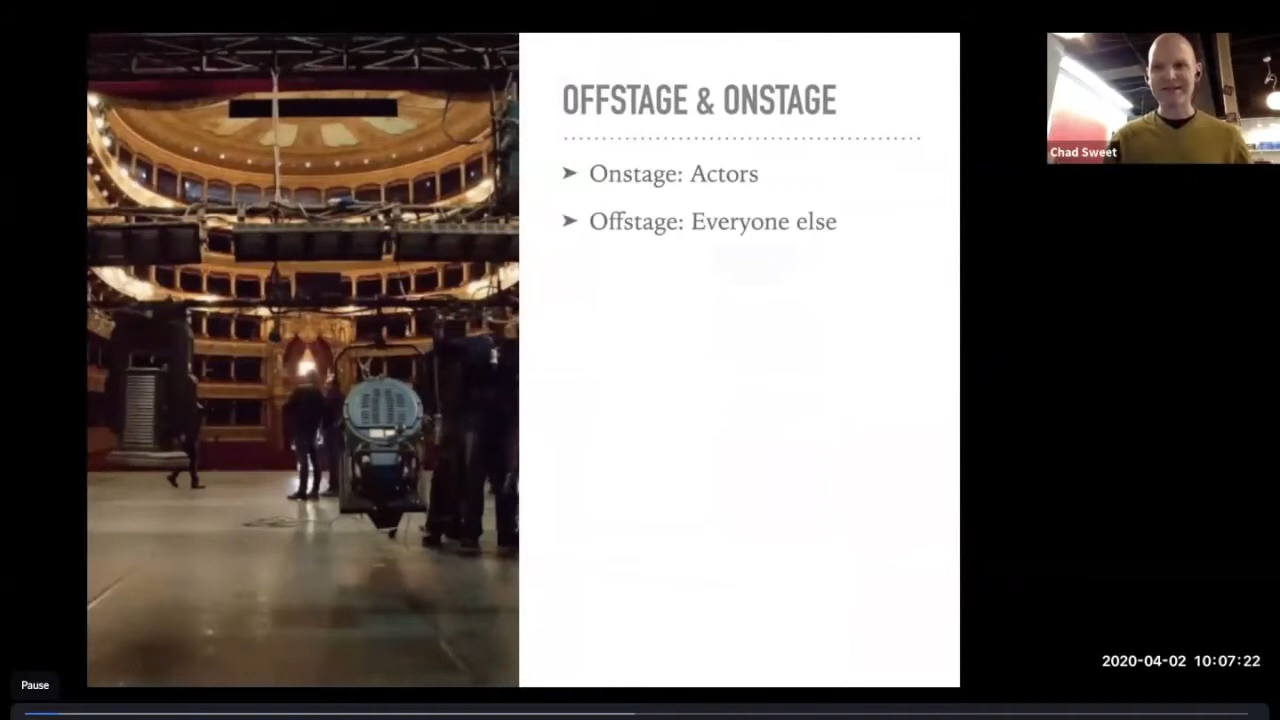 OFFSTAGE & ONSTAGE
➤ Onstage: Actors
➤ Offstage: Everyone else
Chad Sweet
2020-04-02 10:07:22
Pause